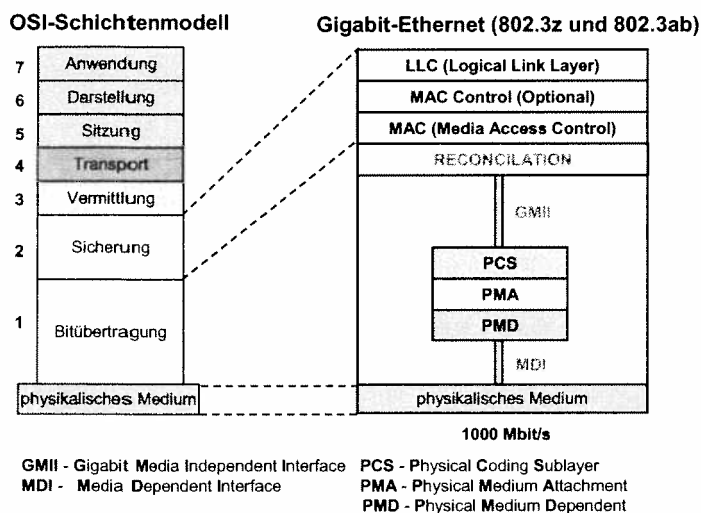 OSI-Schichtenmodell
7 Anwendung
6 Darstellung
5 Sitzung
4 Transport
3 Vermittlung
2 Sicherung
1 Bitübertragung
physikalisches Medium
Gigabit-Ethernet (802.3z und 802.3ab)
LLC (Logical Link Layer)
MAC Control (Optional)
MAC (Media Access Control)
RECONCILATION
GMII
PCS
PMA
PMD
MDI
physikalisches Medium
1000 Mbit/s
GMII - Gigabit Media Independent Interface
MDI - Media Dependent Interface
PCS - Physical Coding Sublayer
PMA - Physical Medium Attachment
PMD - Physical Medium Dependent